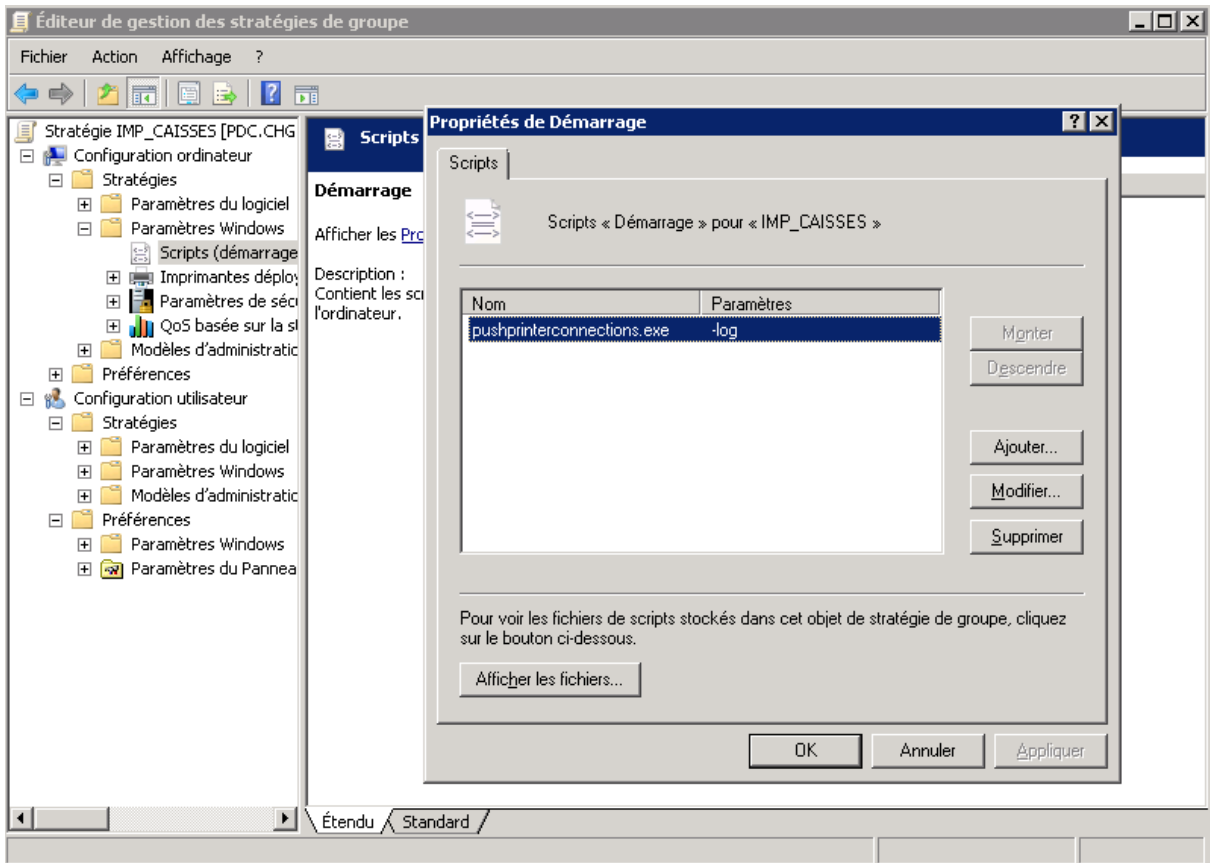 Éditeur de gestion des stratégies de groupe
Fichier Action Affichage ?
Stratégie IMP_CAISSES [PDC.CHG
Configuration ordinateur
Stratégies
Paramètres du logiciel
Paramètres Windows
Scripts (démarrage
Imprimantes déploy
Paramètres de sécu
QoS basée sur la st
Modèles d'administratic
Préférences
Configuration utilisateur
Stratégies
Paramètres du logiciel
Paramètres Windows
Modèles d'administratic
Préférences
Paramètres Windows
Paramètres du Pannea
Scripts
Démarrage
Afficher les Pro
Description :
Contient les scr
l'ordinateur.
Étendu Standard
Propriétés de Démarrage
Scripts
Scripts « Démarrage » pour « IMP_CAISSES »
Nom Paramètres
pushprinterconnections.exe -log
Monter
Descendre
Ajouter...
Modifier...
Supprimer
Pour voir les fichiers de scripts stockés dans cet objet de stratégie de groupe, cliquez
sur le bouton ci-dessous.
Afficher les fichiers...
OK Annuler Appliquer